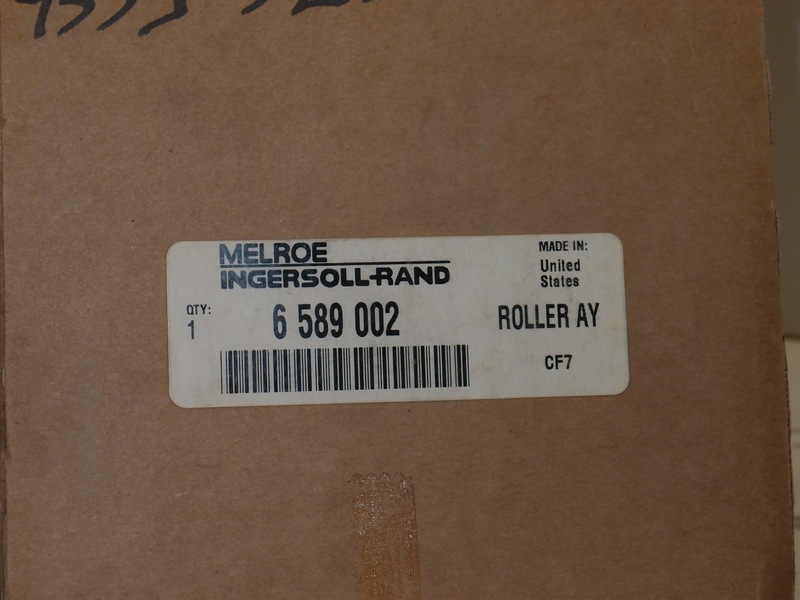 MELROE
INGERSOLL-RAND
MADE IN:
United
States
QTY:
1
6 589 002
ROLLER AY
CF7